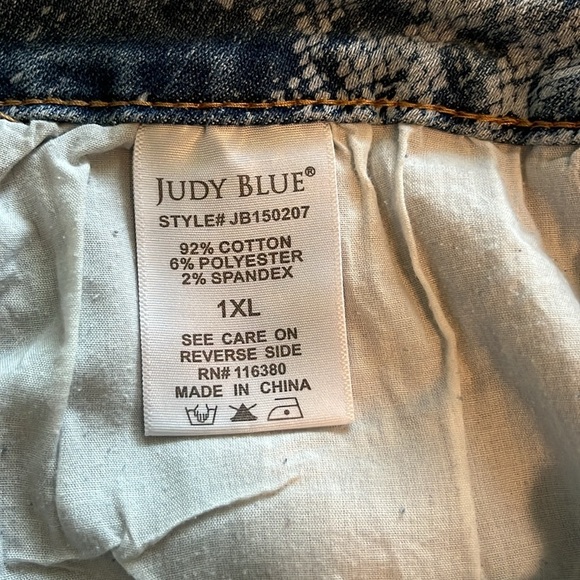 JUDY BLUE®
STYLE# JB150207
92% COTTON
6% POLYESTER
2% SPANDEX
1XL
SEE CARE ON
REVERSE SIDE
RN# 116380
MADE IN CHINA